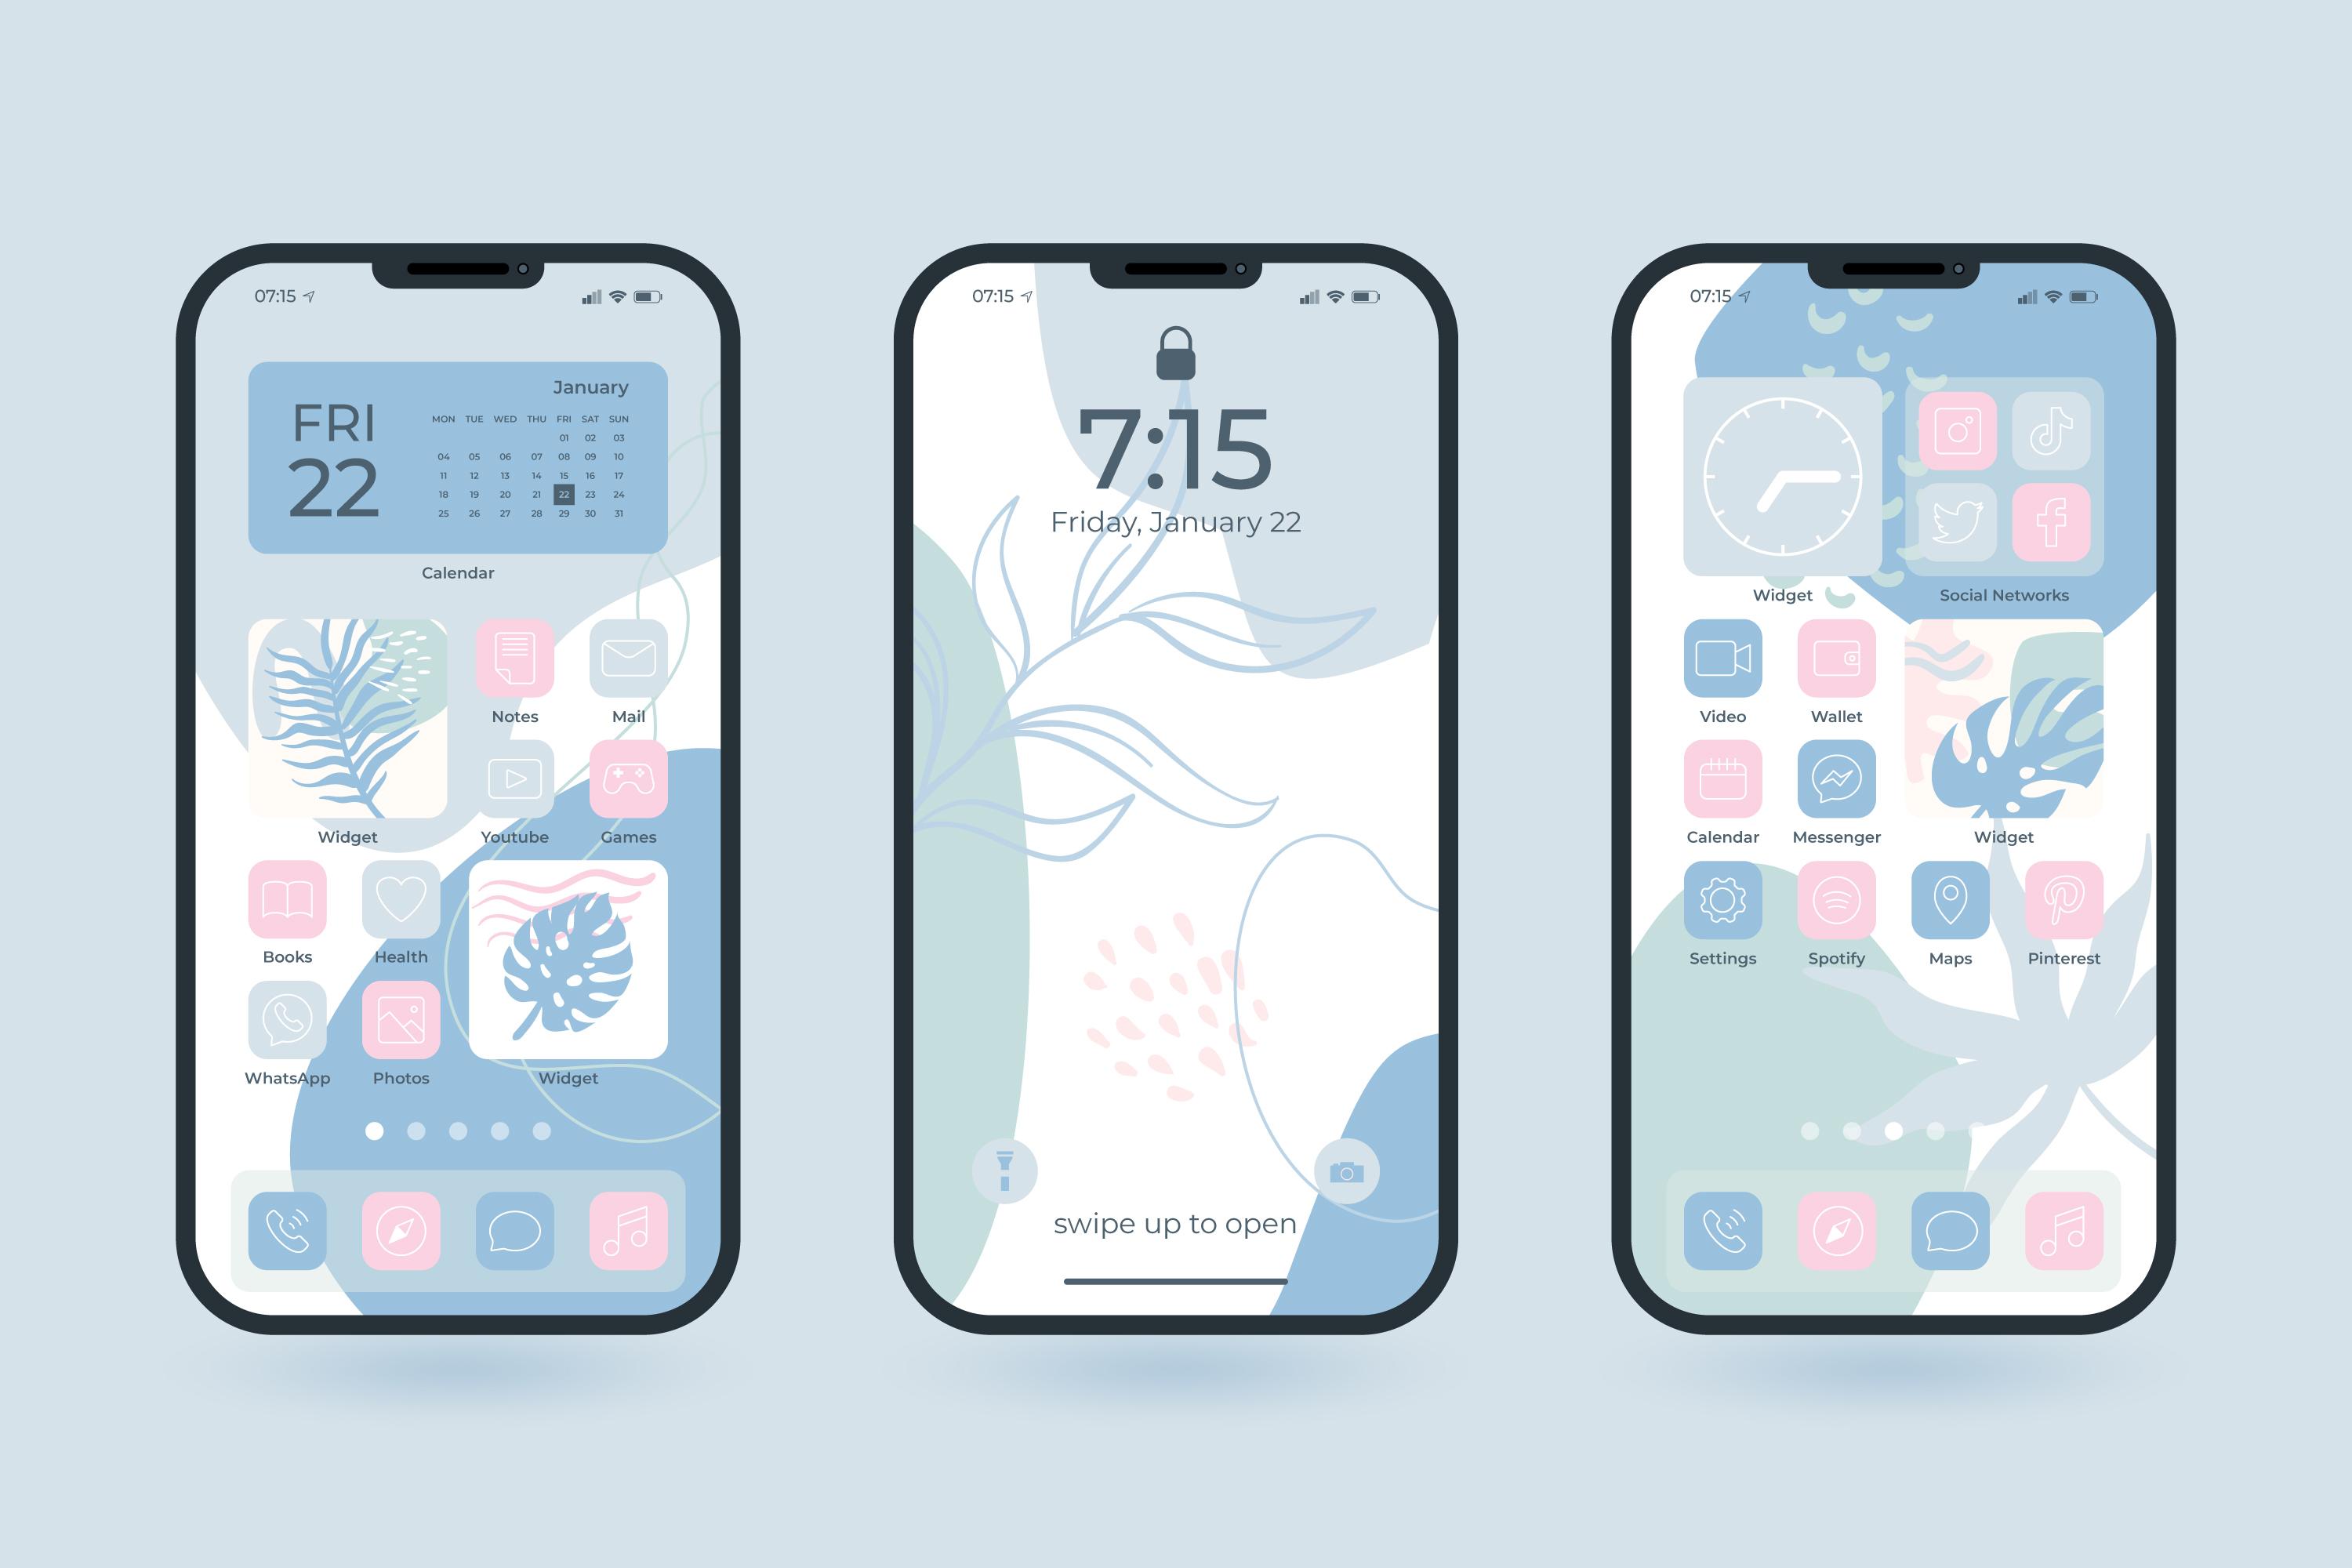 07:15
FRI
22
January
MON TUE WED THU FRI SAT SUN
01 02 03
04 05 06 07 08 09 10
11 12 13 14 15 16 17
18 19 20 21 22 23 24
25 26 27 28 29 30 31
Calendar
Widget
Notes
Mail
Youtube
Games
Books
Health
WhatsApp
Photos
Widget
07:15
7:15
Friday, January 22
swipe up to open
07:15
Widget
Social Networks
Video
Wallet
Calendar
Messenger
Widget
Settings
Spotify
Maps
Pinterest